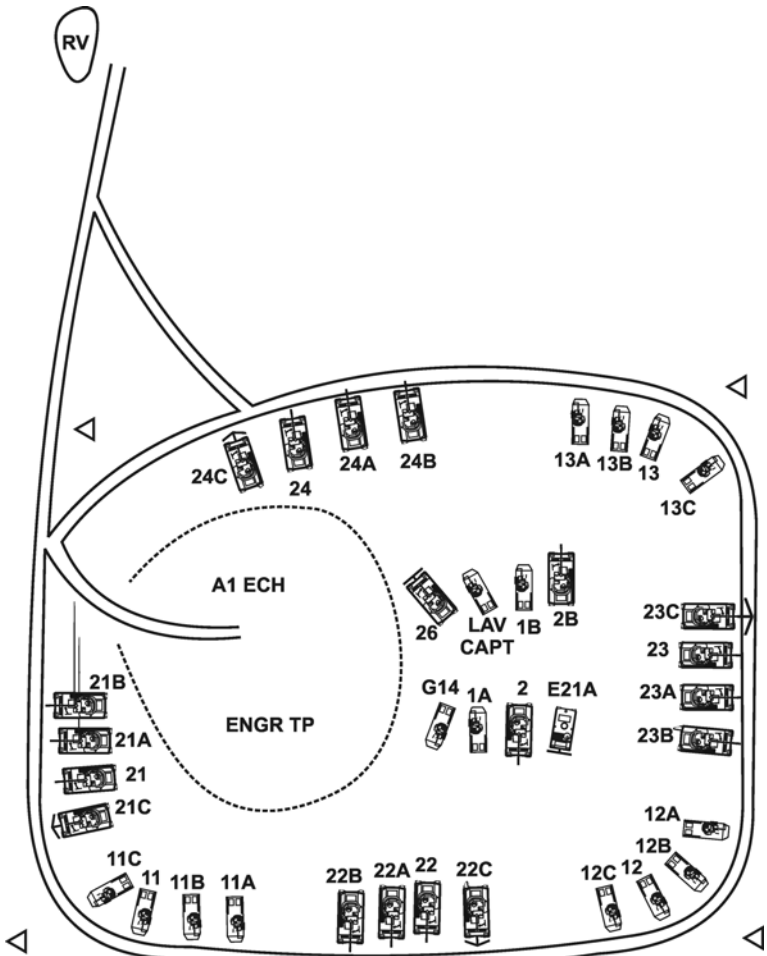 RV
24C
24
24A
24B
13A
13B
13
13C
A1 ECH
26
LAV
CAPT
1B
2B
23C
23
23A
23B
21B
21A
21
21C
ENGR TP
G14
1A
2
E21A
12A
12B
12
12C
11C
11
11B
11A
22B
22A
22
22C